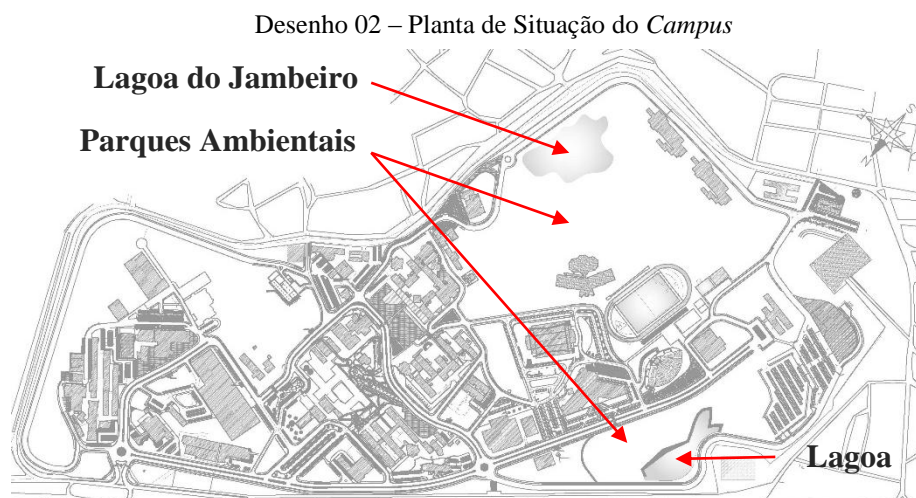 Desenho 02 – Planta de Situação do Campus
Lagoa do Jambeiro
Parques Ambientais
Lagoa